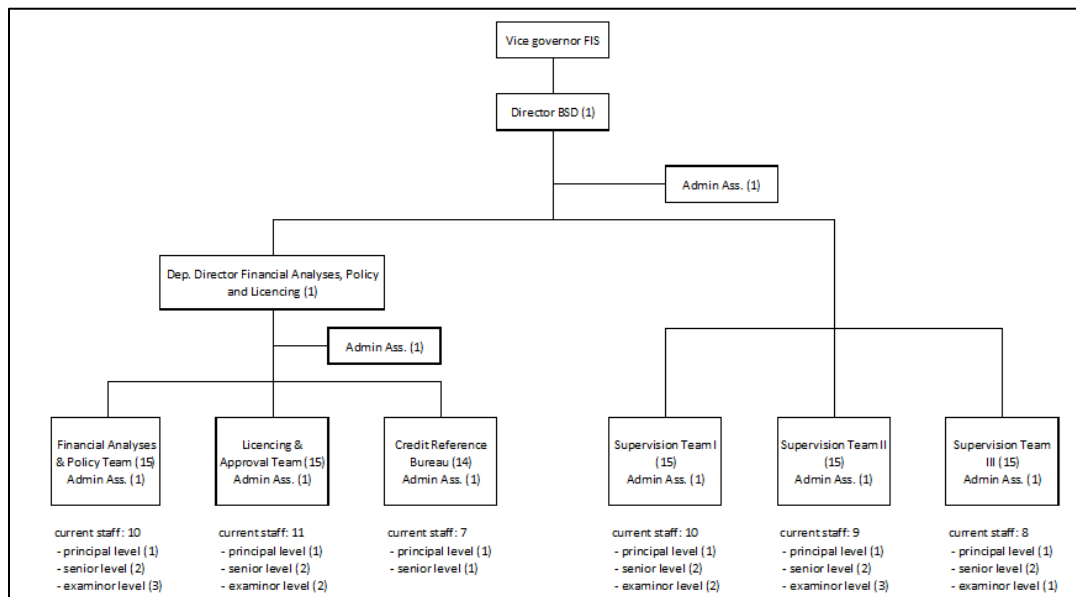 Vice governor FIS
Director BSD (1)
Admin Ass. (1)
Dep. Director Financial Analyses, Policy
and Licencing (1)
Admin Ass. (1)
Financial Analyses
& Policy Team (15)
Admin Ass. (1)
Licencing &
Approval Team (15)
Admin Ass. (1)
Credit Reference
Bureau (14)
Admin Ass. (1)
Supervision Team I
(15)
Admin Ass. (1)
Supervision Team II
(15)
Admin Ass. (1)
Supervision Team
III (15)
Admin Ass. (1)
current staff: 10
- principal level (1)
- senior level (2)
- examinor level (3)
current staff: 11
- principal level (1)
- senior level (2)
- examinor level (2)
current staff: 7
- principal level (1)
- senior level (1)
current staff: 10
- principal level (1)
- senior level (2)
- examinor level (2)
current staff: 9
- principal level (1)
- senior level (2)
- examinor level (3)
current staff: 8
- principal level (1)
- senior level (2)
- examinor level (1)